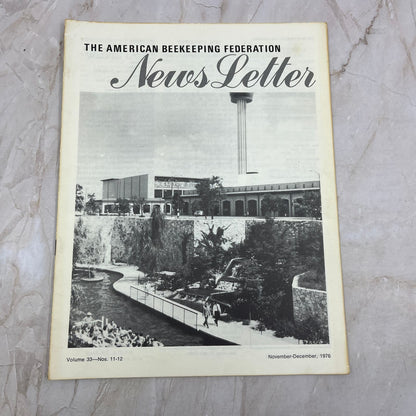 THE AMERICAN BEEKEEPING FEDERATION
News Letter
Volume 33—Nos. 11-12
November-December, 1976